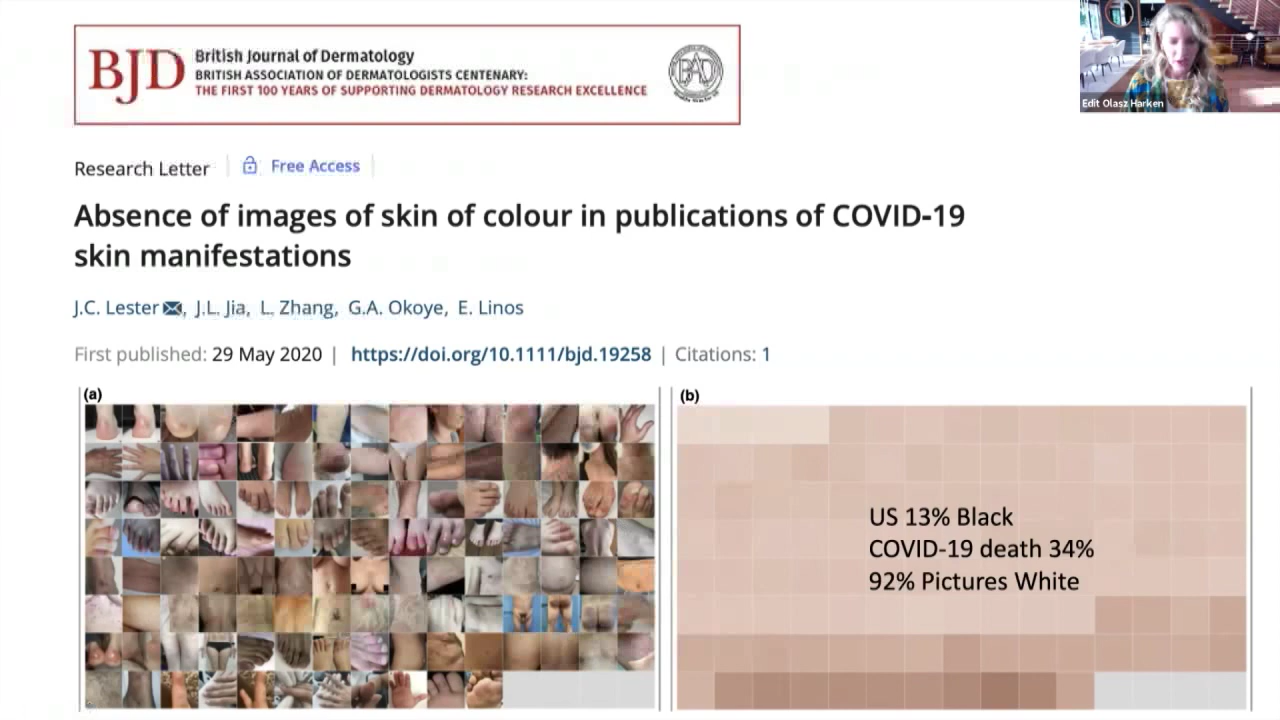 BJD
British Journal of Dermatology
BRITISH ASSOCIATION OF DERMATOLOGISTS CENTENARY:
THE FIRST 100 YEARS OF SUPPORTING DERMATOLOGY RESEARCH EXCELLENCE
BAD
Edit Olasz Harken
Research Letter
Free Access
Absence of images of skin of colour in publications of COVID-19
skin manifestations
J.C. Lester, J.L. Jia, L. Zhang, G.A. Okoye, E. Linos
First published: 29 May 2020 | https://doi.org/10.1111/bjd.19258 | Citations: 1
(a)
(b)
US 13% Black
COVID-19 death 34%
92% Pictures White